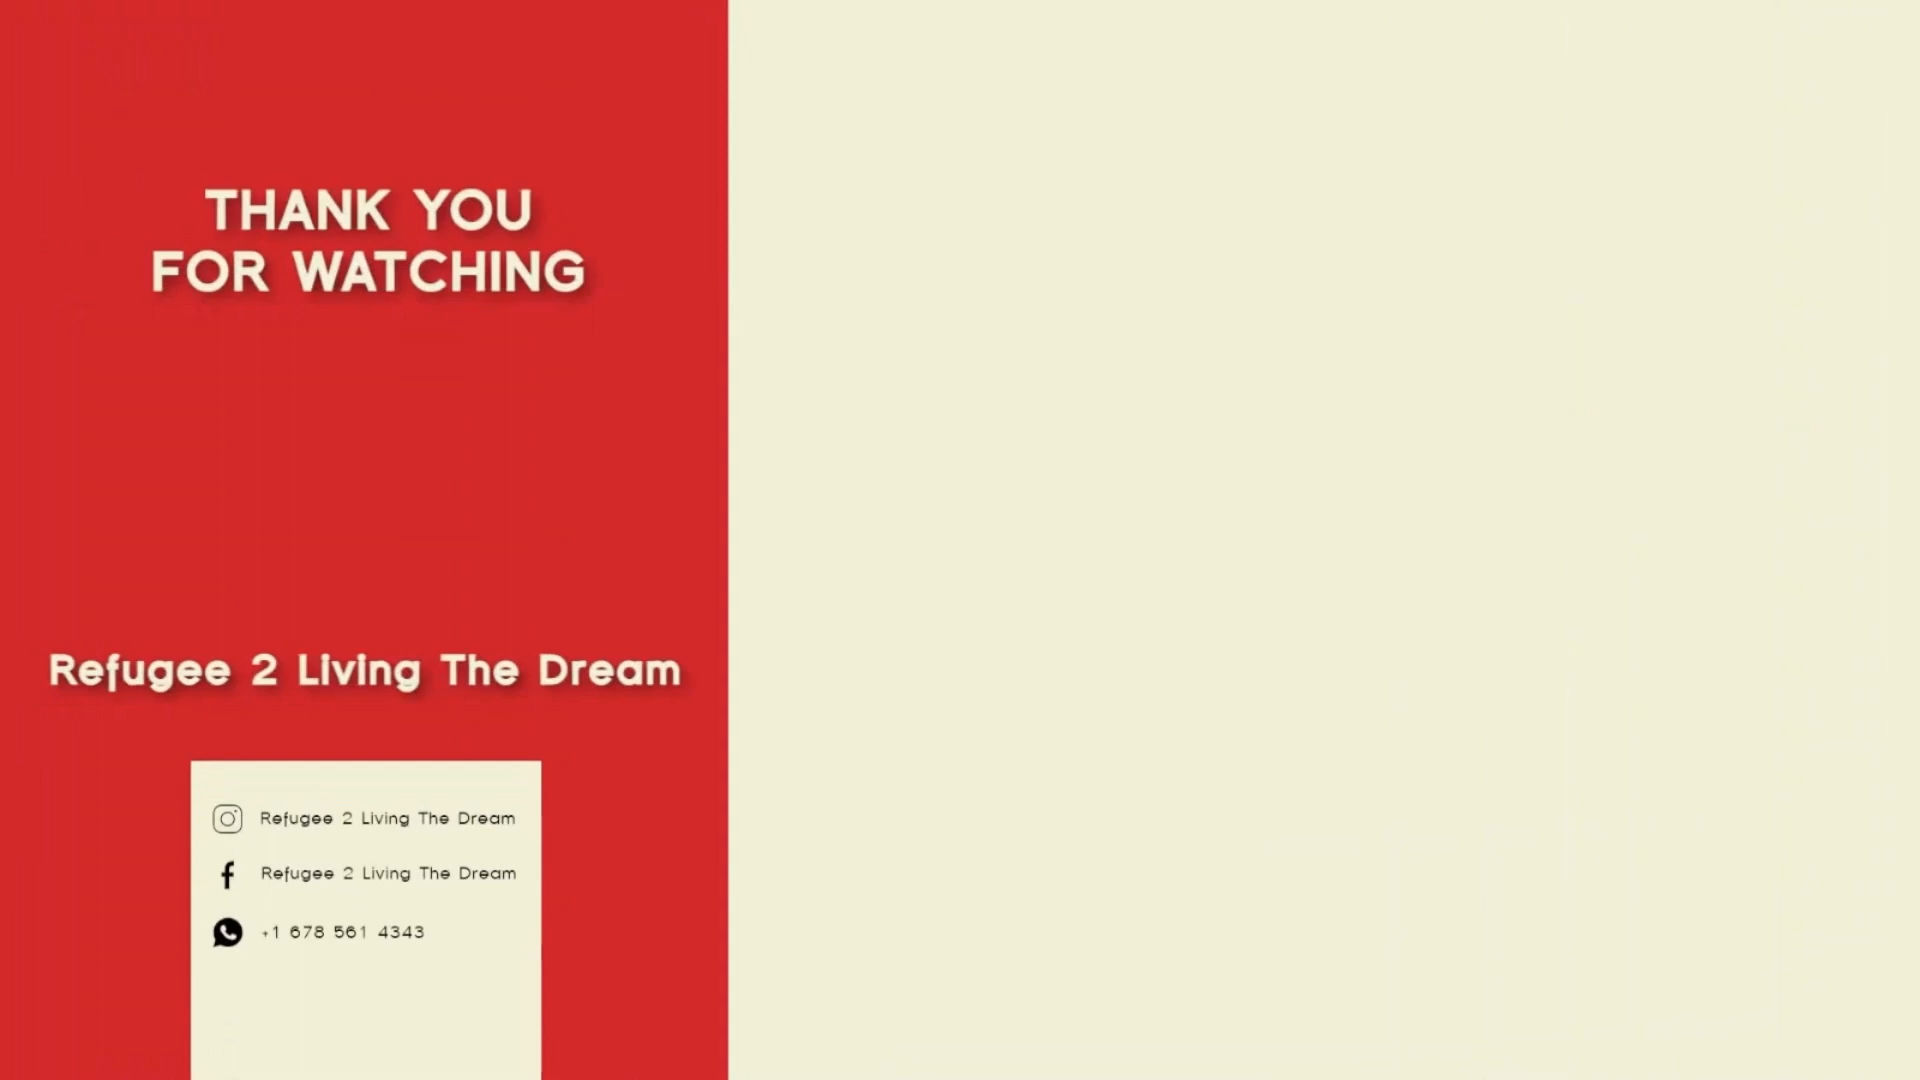 THANK YOU
FOR WATCHING
Refugee 2 Living The Dream
Refugee 2 Living The Dream
Refugee 2 Living The Dream
+1 678 561 4343